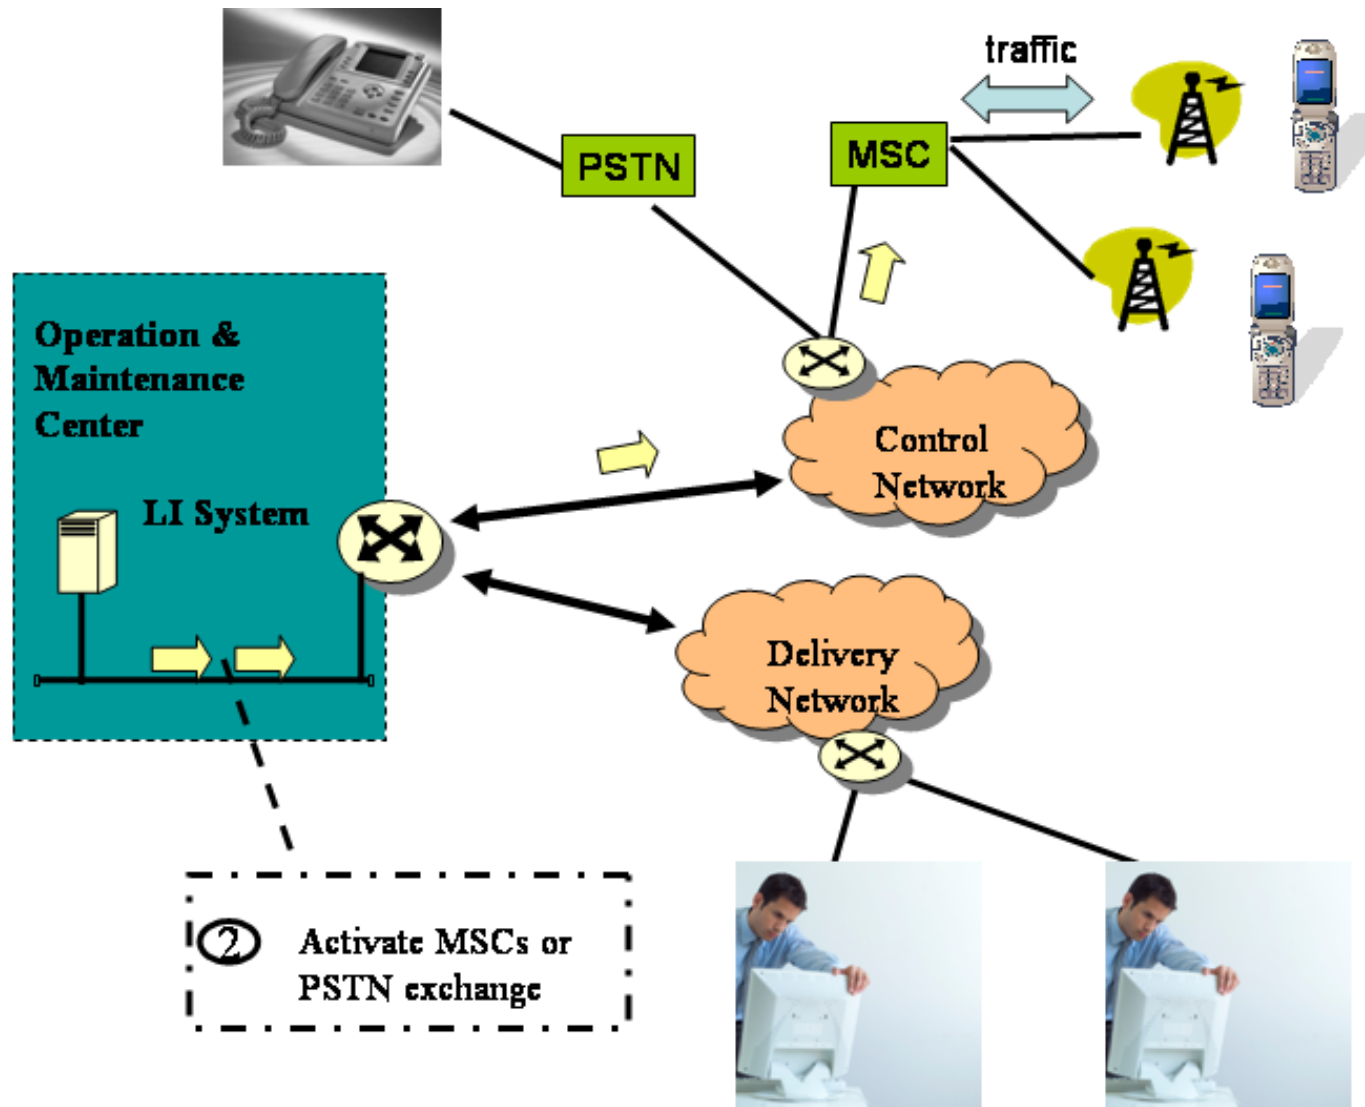 traffic
PSTN
MSC
Operation &
Maintenance
Center
LI System
Control
Network
Delivery
Network
2 Activate MSCs or
PSTN exchange